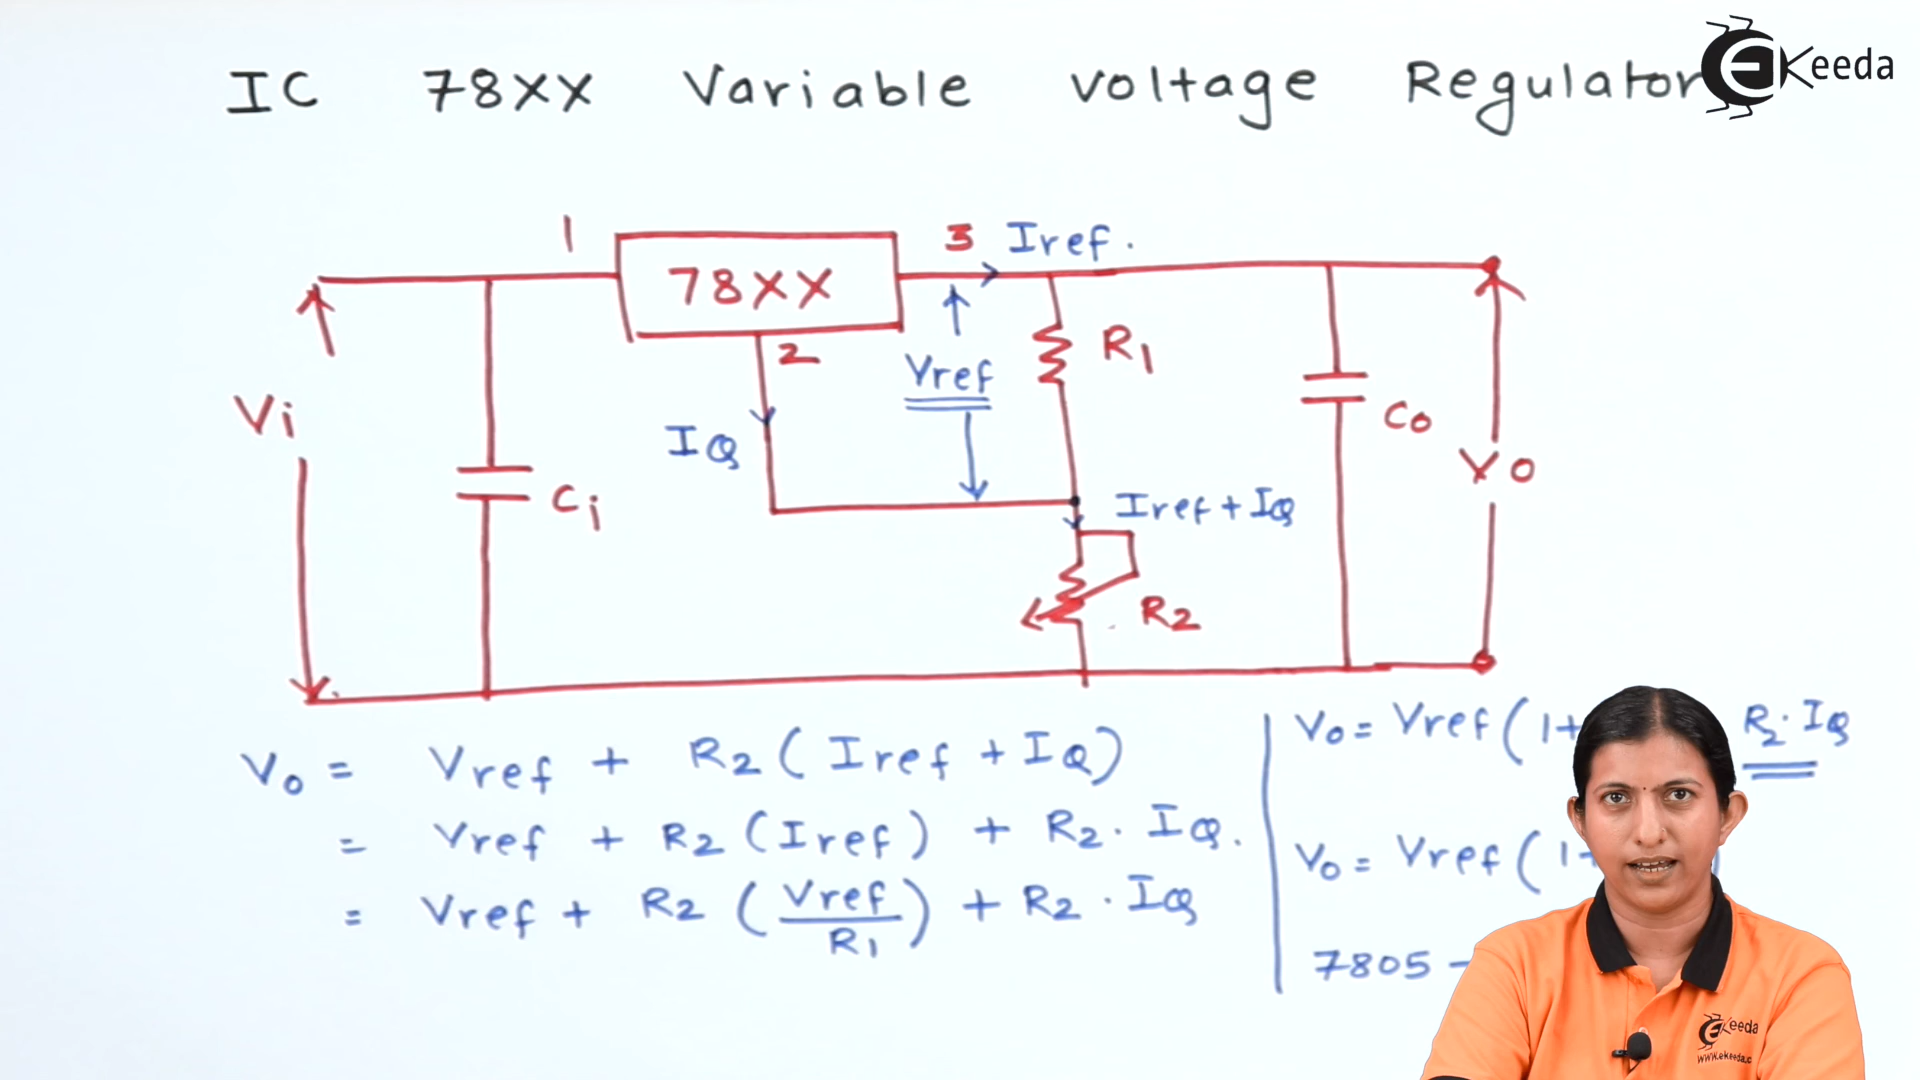 IC 78XX Variable voltage Regulator
EKeeda
1
3 Iref.
78XX
2
R1
Vref
Vi
Co
IQ
Vo
Ci
Iref + IQ
R2
Vo = Vref + R2 ( Iref + IQ )
= Vref + R2 ( Iref ) + R2 . IQ .
= Vref + R2 ( Vref / R1 ) + R2 . IQ
Vo = Vref ( 1+ R2 . IQ
Vo = Vref ( 1+
7805 -
EKeeda
www.ekeeda.c